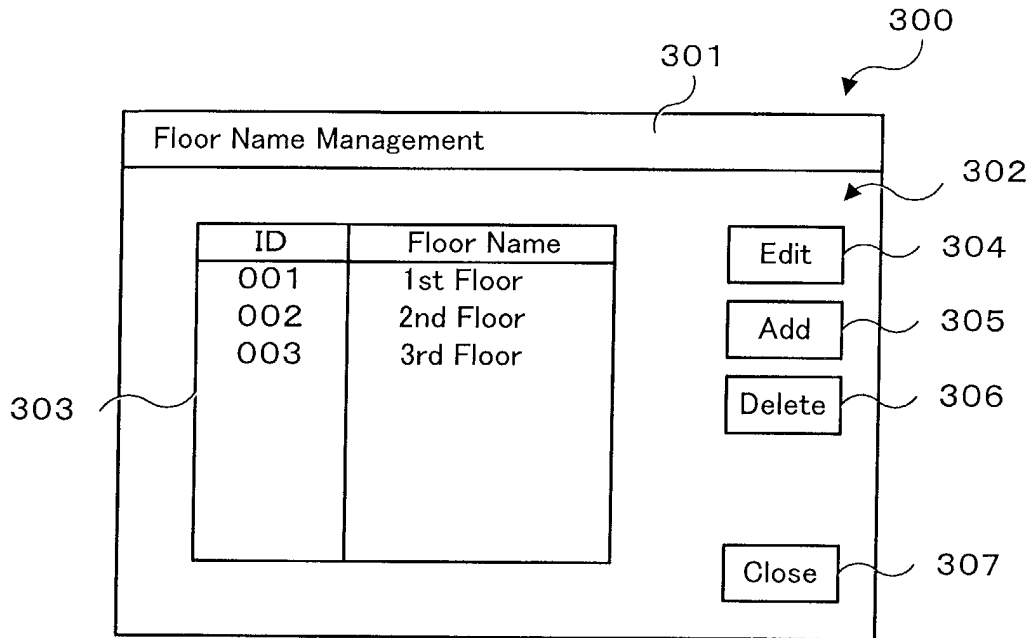 300
301
Floor Name Management
302
ID Floor Name
Edit 304
001 1st Floor
002 2nd Floor
Add 305
003 3rd Floor
303
Delete 306
Close 307